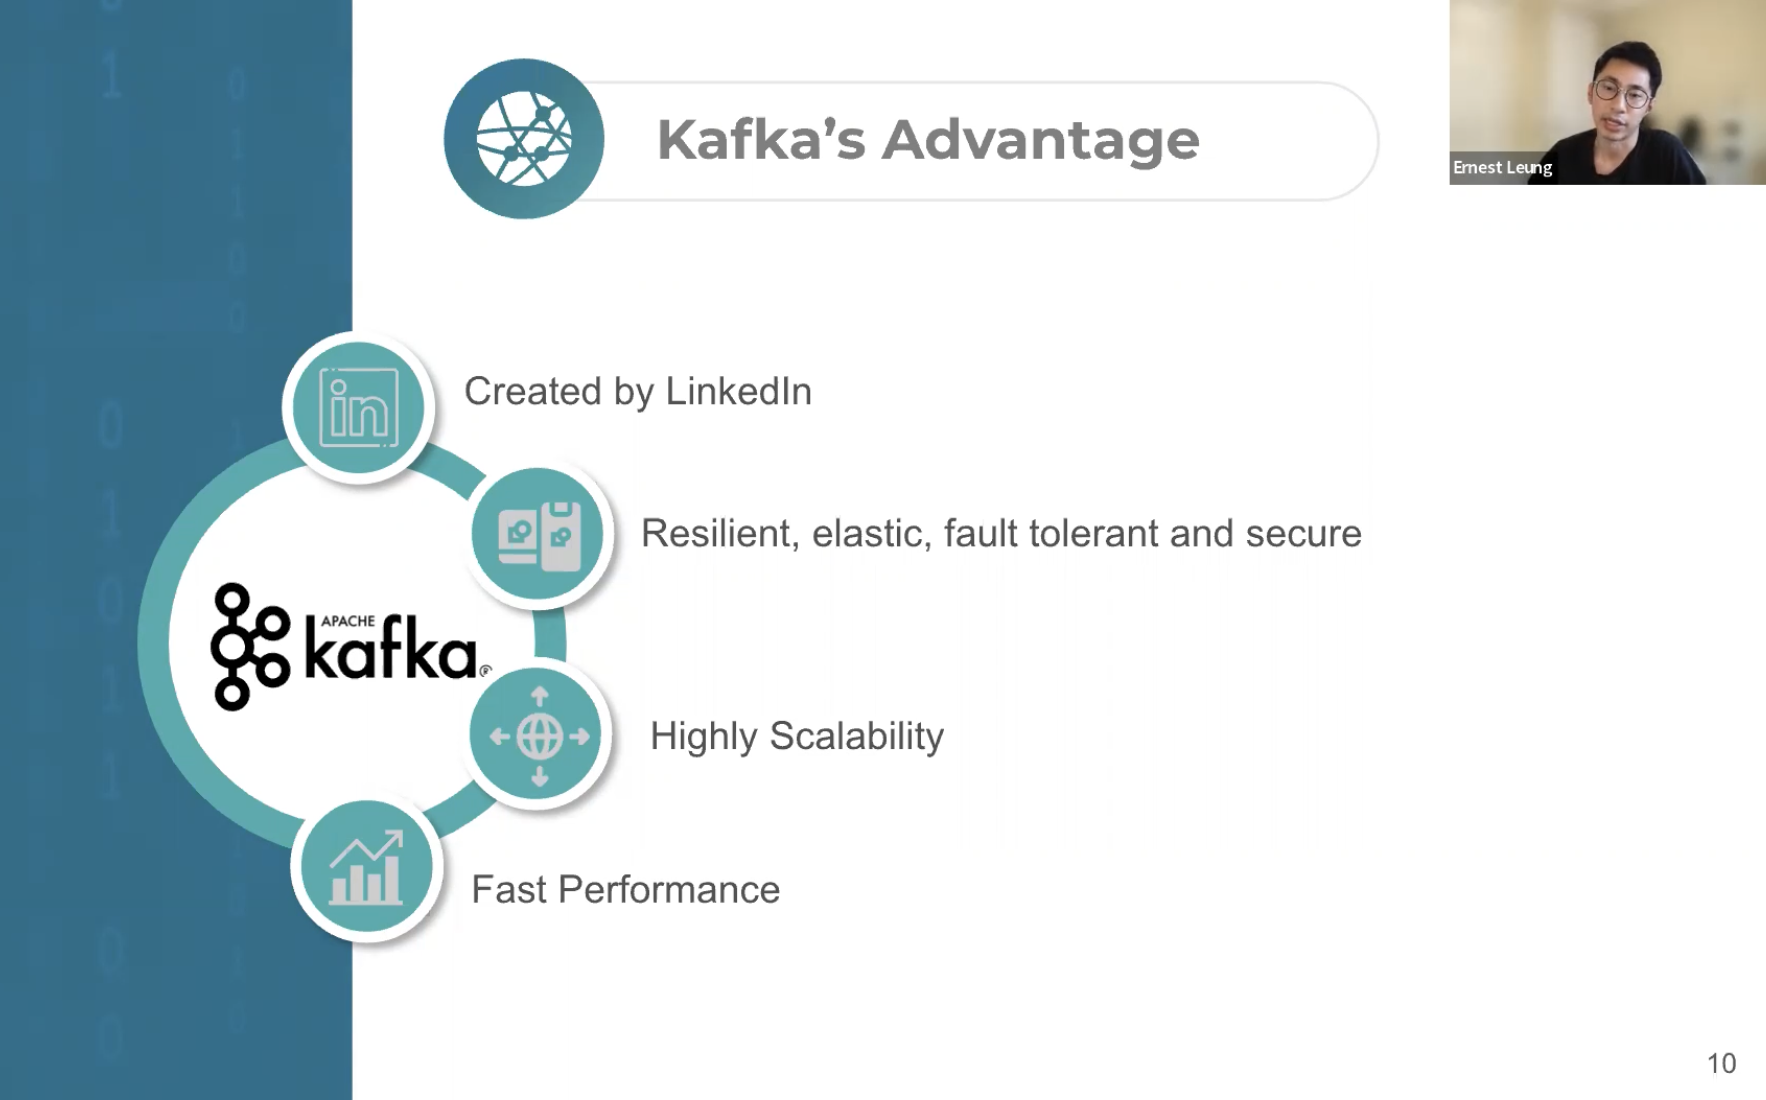 Kafka's Advantage
Ernest Leung
in
Created by LinkedIn
Resilient, elastic, fault tolerant and secure
APACHE
kafka®
Highly Scalability
Fast Performance
10